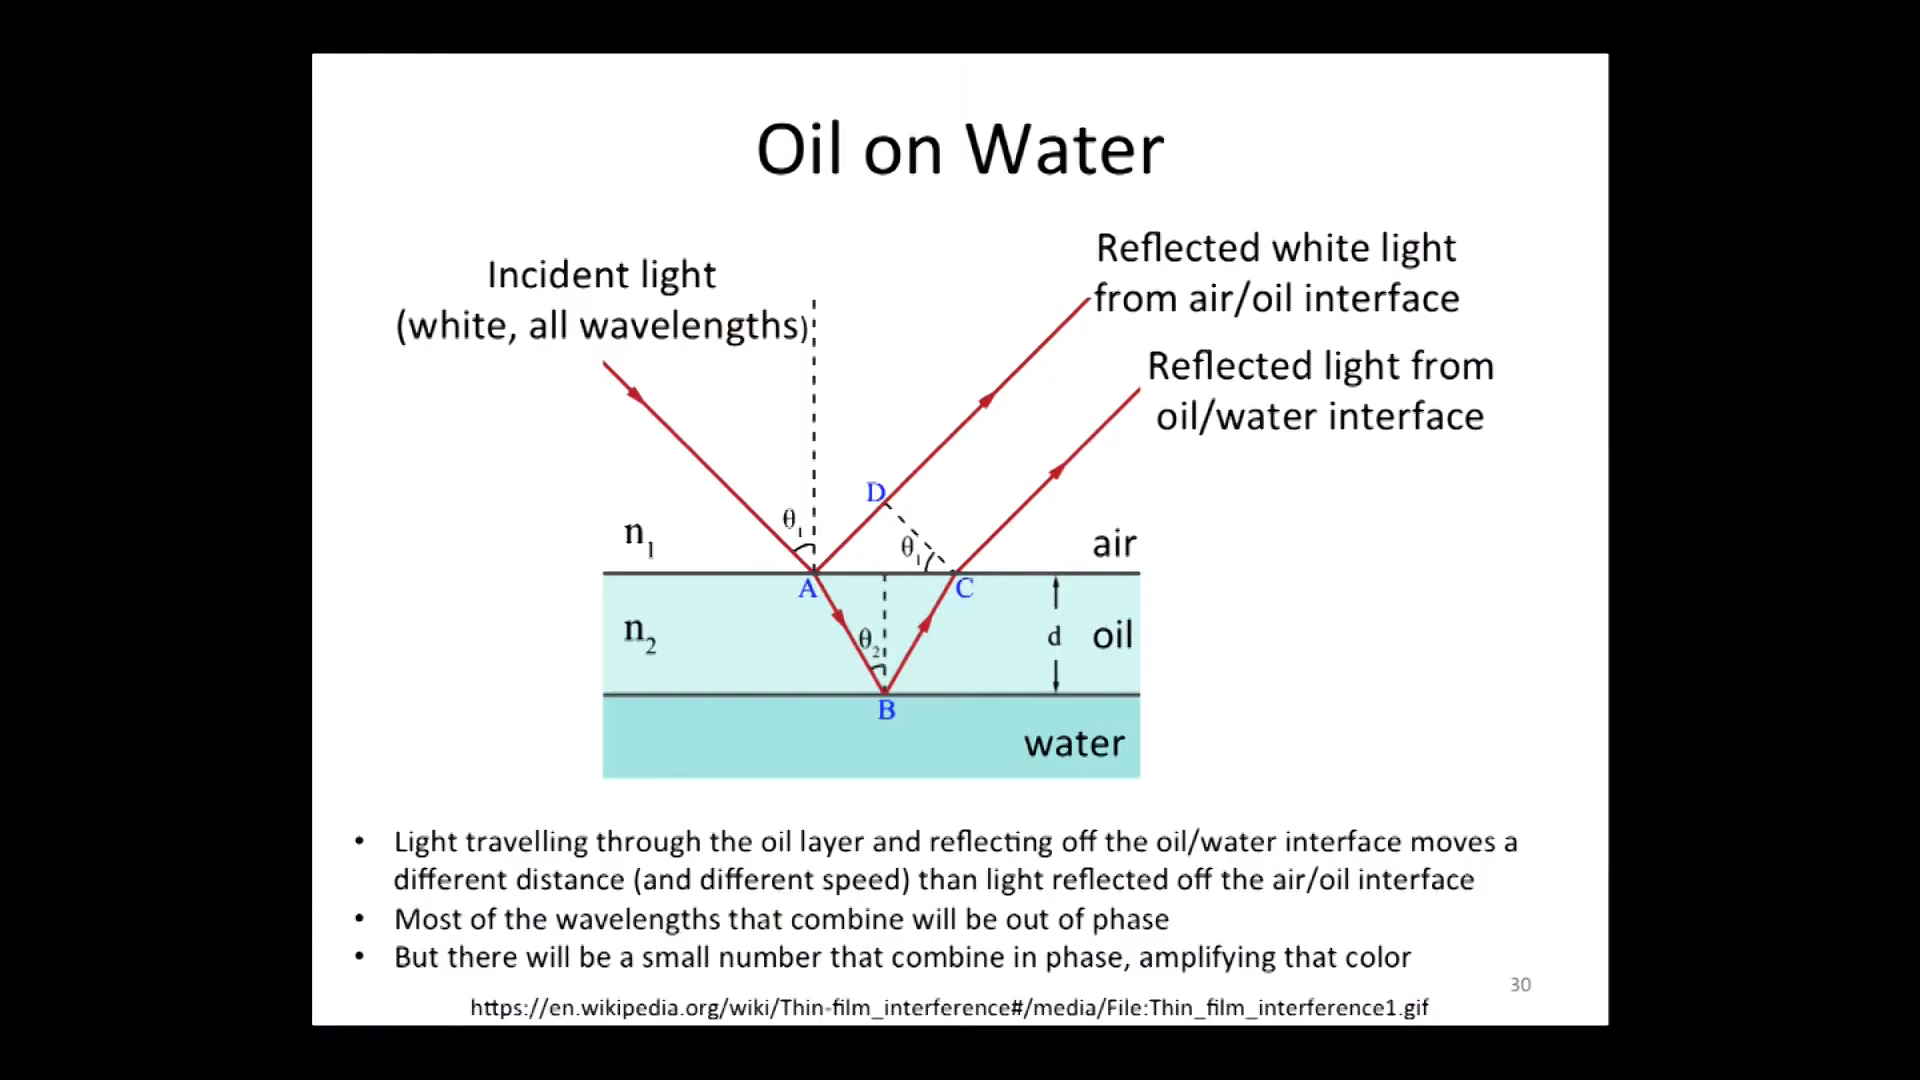 Oil on Water
Incident light
(white, all wavelengths)
Reflected white light
from air/oil interface
Reflected light from
oil/water interface
D
θ1
n1
θ1
air
A
C
n2
θ2
d
oil
B
water
• Light travelling through the oil layer and reflecting off the oil/water interface moves a
different distance (and different speed) than light reflected off the air/oil interface
• Most of the wavelengths that combine will be out of phase
• But there will be a small number that combine in phase, amplifying that color
30
https://en.wikipedia.org/wiki/Thin-film_interference#/media/File:Thin_film_interference1.gif